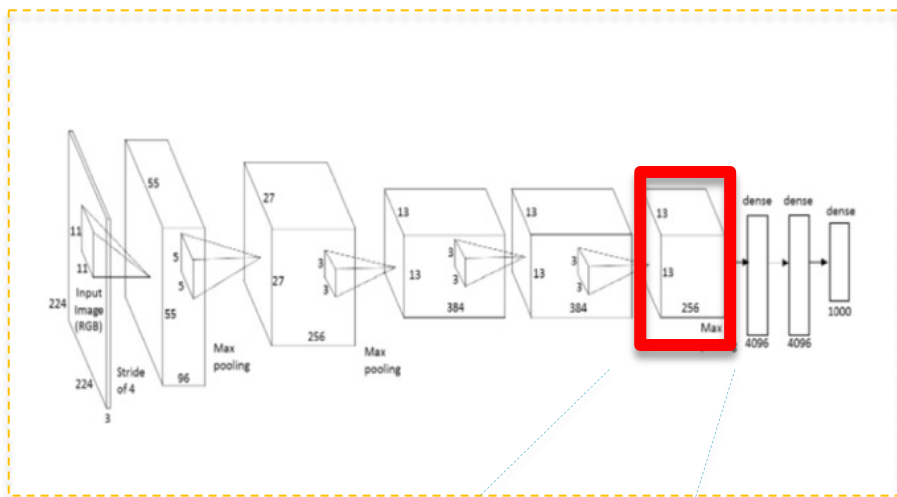 11
11
Input
Image
(RGB)
224
224
3
Stride
of 4
55
55
5
5
96
Max
pooling
27
27
3
3
256
Max
pooling
13
13
3
3
384
13
13
3
3
384
13
13
256
Max
dense
4096
dense
4096
dense
1000